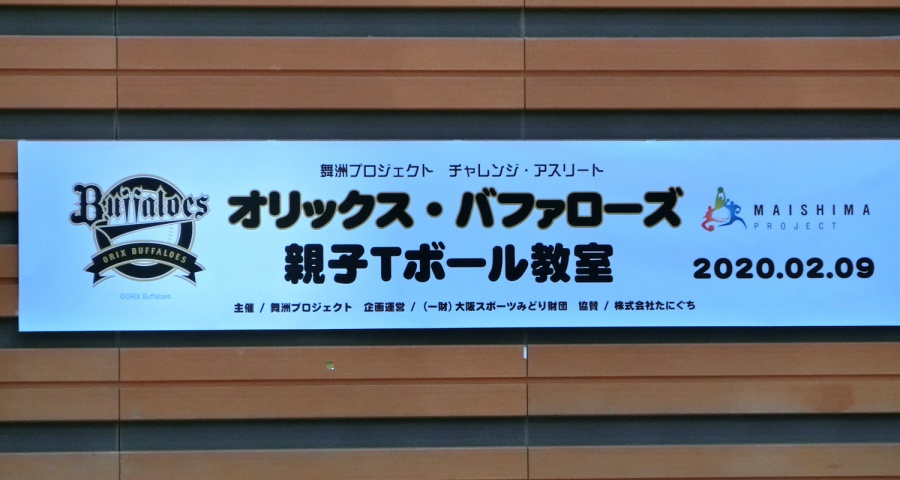 舞洲プロジェクト チャレンジ・アスリート
Buffaloes
ORIX BUFFALOES
©ORIX Buffaloes
オリックス・バファローズ
親子Tボール教室
MAISHIMA
PROJECT
2020.02.09
主催 / 舞洲プロジェクト 企画運営 / (一財)大阪スポーツみどり財団 協賛 / 株式会社たにぐち